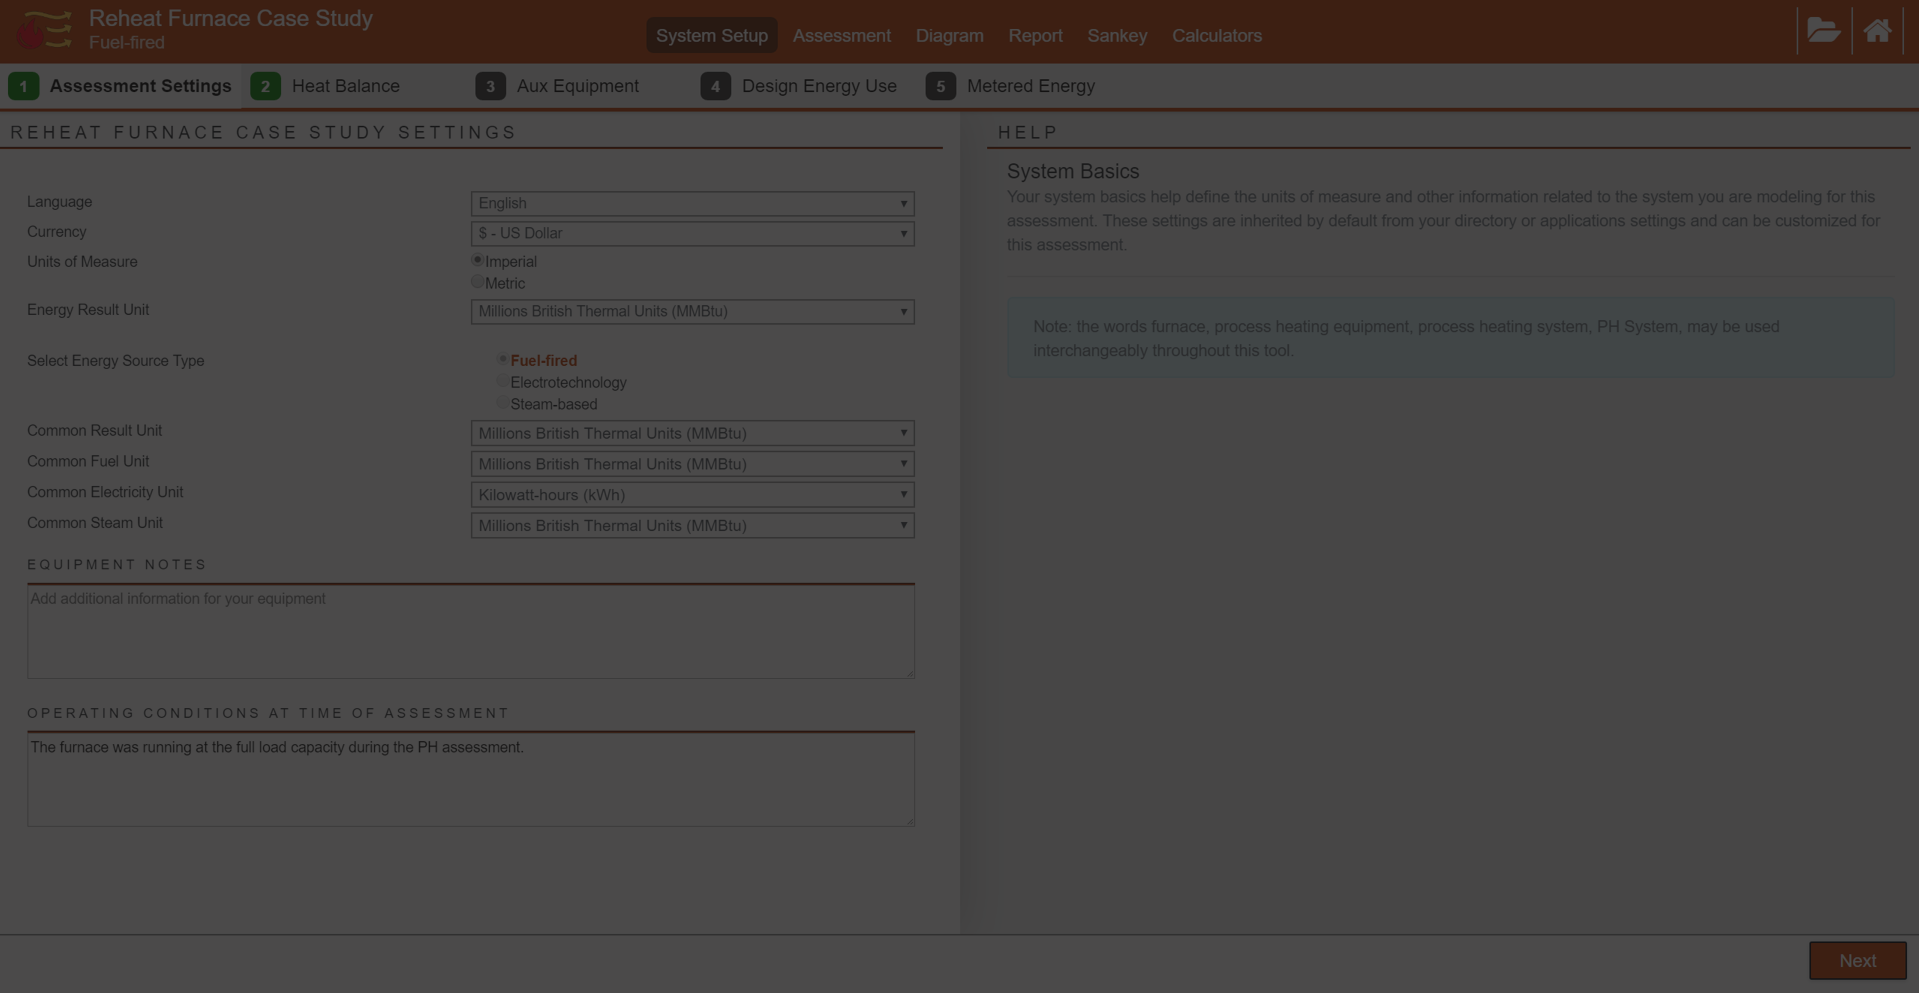 Reheat Furnace Case Study
Fuel-fired
System Setup Assessment Diagram Report Sankey Calculators
1 Assessment Settings 2 Heat Balance 3 Aux Equipment 4 Design Energy Use 5 Metered Energy
REHEAT FURNACE CASE STUDY SETTINGS
Language English
Currency $ - US Dollar
Units of Measure Imperial
Metric
Energy Result Unit Millions British Thermal Units (MMBtu)
Select Energy Source Type Fuel-fired
Electrotechnology
Steam-based
Common Result Unit Millions British Thermal Units (MMBtu)
Common Fuel Unit Millions British Thermal Units (MMBtu)
Common Electricity Unit Kilowatt-hours (kWh)
Common Steam Unit Millions British Thermal Units (MMBtu)
EQUIPMENT NOTES
Add additional information for your equipment
OPERATING CONDITIONS AT TIME OF ASSESSMENT
The furnace was running at the full load capacity during the PH assessment.
HELP
System Basics
Your system basics help define the units of measure and other information related to the system you are modeling for this
assessment. These settings are inherited by default from your directory or applications settings and can be customized for
this assessment.
Note: the words furnace, process heating equipment, process heating system, PH System, may be used
interchangeably throughout this tool.
Next